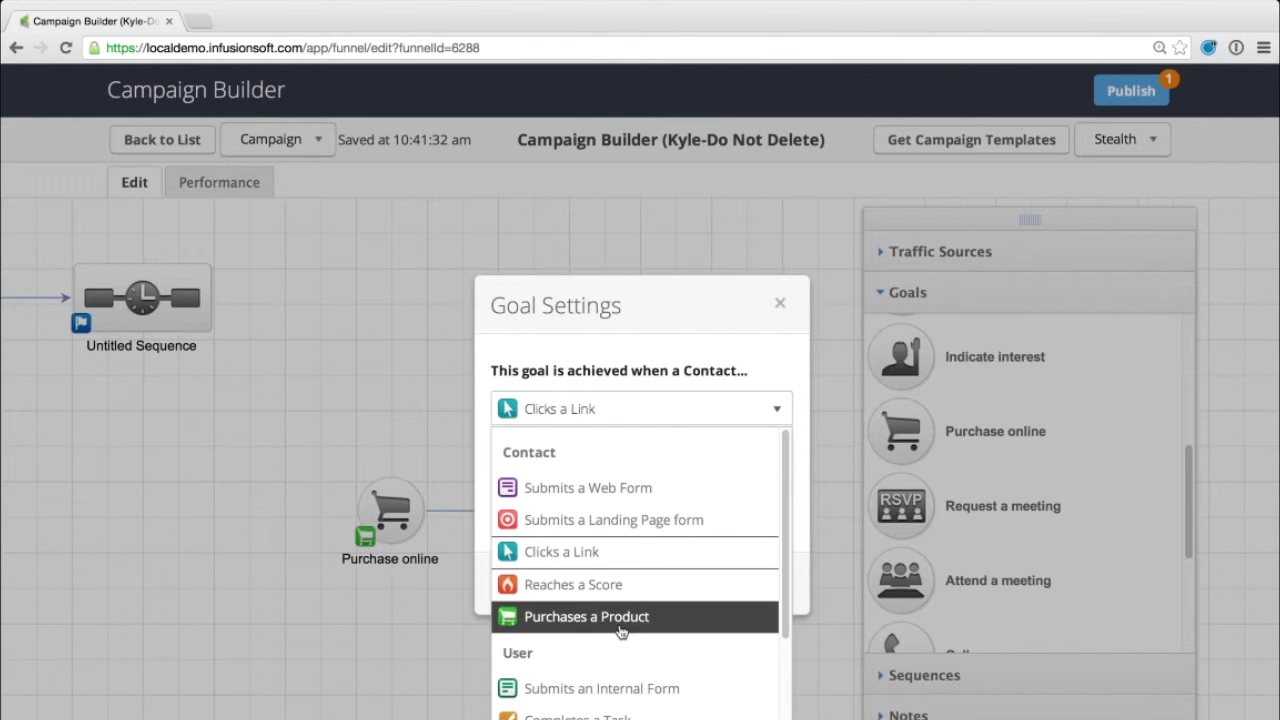 Campaign Builder (Kyle-Do
https://localdemo.infusionsoft.com/app/funnel/edit?funnelId=6288
Campaign Builder
Publish
1
Back to List
Campaign
Saved at 10:41:32 am
Campaign Builder (Kyle-Do Not Delete)
Get Campaign Templates
Stealth
Edit
Performance
Traffic Sources
Goals
Indicate interest
Purchase online
RSVP
Request a meeting
Attend a meeting
Sequences
Notes
Untitled Sequence
Purchase online
Goal Settings
This goal is achieved when a Contact...
Clicks a Link
Contact
Submits a Web Form
Submits a Landing Page form
Clicks a Link
Reaches a Score
Purchases a Product
User
Submits an Internal Form
Completes a Task